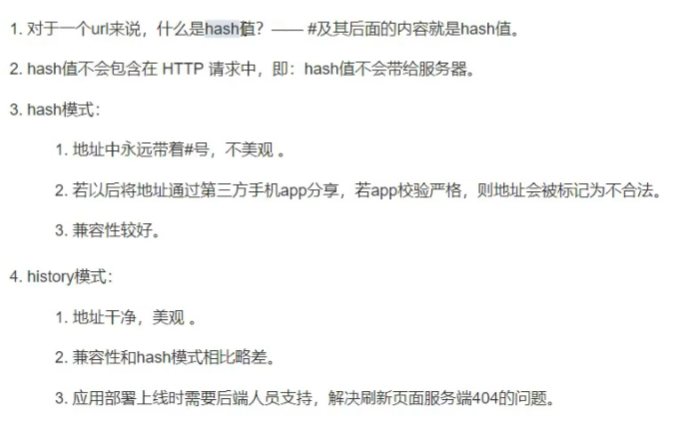 1. 对于一个url来说，什么是hash值？—— #及其后面的内容就是hash值。
2. hash值不会包含在 HTTP 请求中，即：hash值不会带给服务器。
3. hash模式：
1. 地址中永远带着#号，不美观 。
2. 若以后将地址通过第三方手机app分享，若app校验严格，则地址会被标记为不合法。
3. 兼容性较好。
4. history模式：
1. 地址干净，美观 。
2. 兼容性和hash模式相比略差。
3. 应用部署上线时需要后端人员支持，解决刷新页面服务端404的问题。